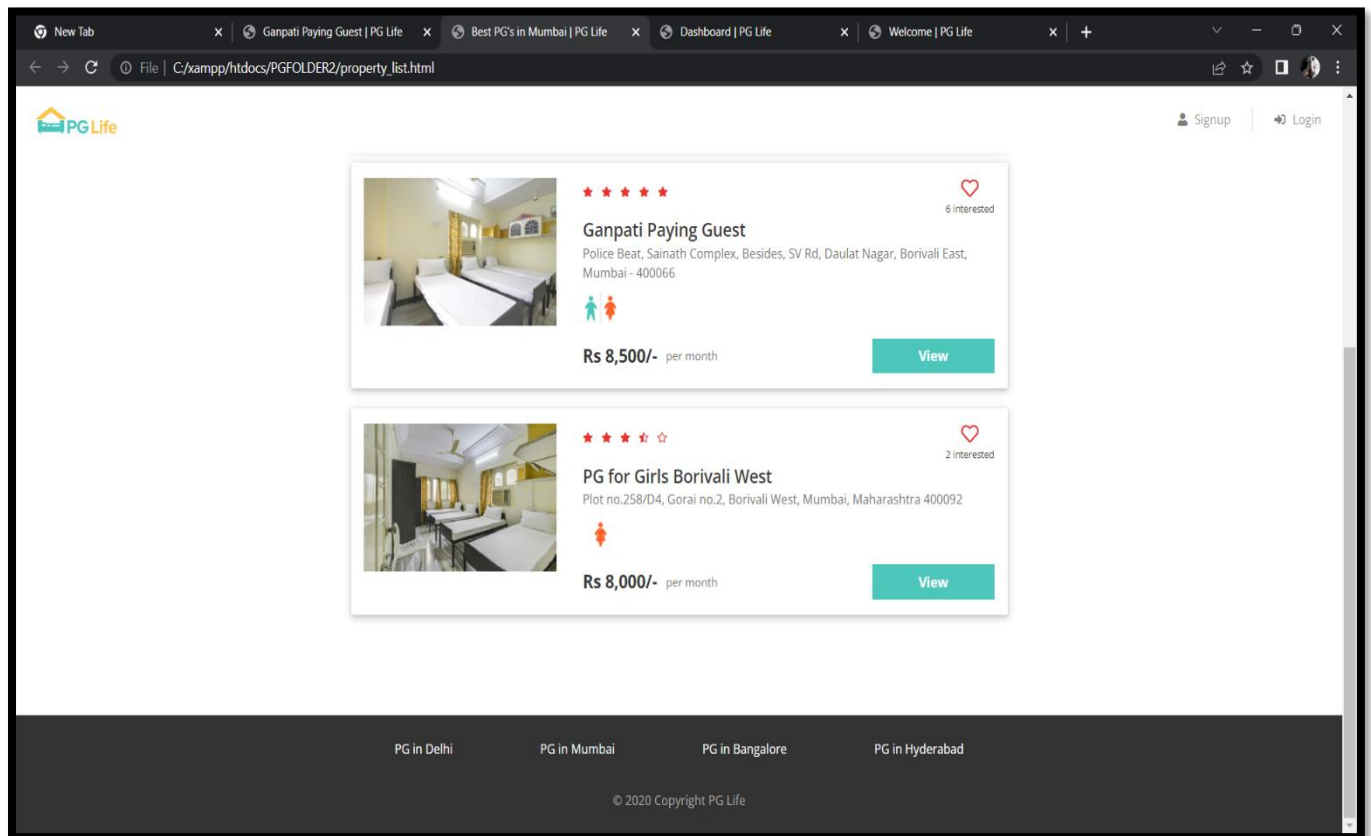 New Tab
Ganpati Paying Guest | PG Life
Best PG's in Mumbai | PG Life
Dashboard | PG Life
Welcome | PG Life
File | C:/xampp/htdocs/PGFOLDER2/property_list.html
PG Life
Signup
Login
6 interested
Ganpati Paying Guest
Police Beat, Sainath Complex, Besides, SV Rd, Daulat Nagar, Borivali East,
Mumbai - 400066
Rs 8,500/- per month
View
2 interested
PG for Girls Borivali West
Plot no.258/D4, Gorai no.2, Borivali West, Mumbai, Maharashtra 400092
Rs 8,000/- per month
View
PG in Delhi
PG in Mumbai
PG in Bangalore
PG in Hyderabad
© 2020 Copyright PG Life